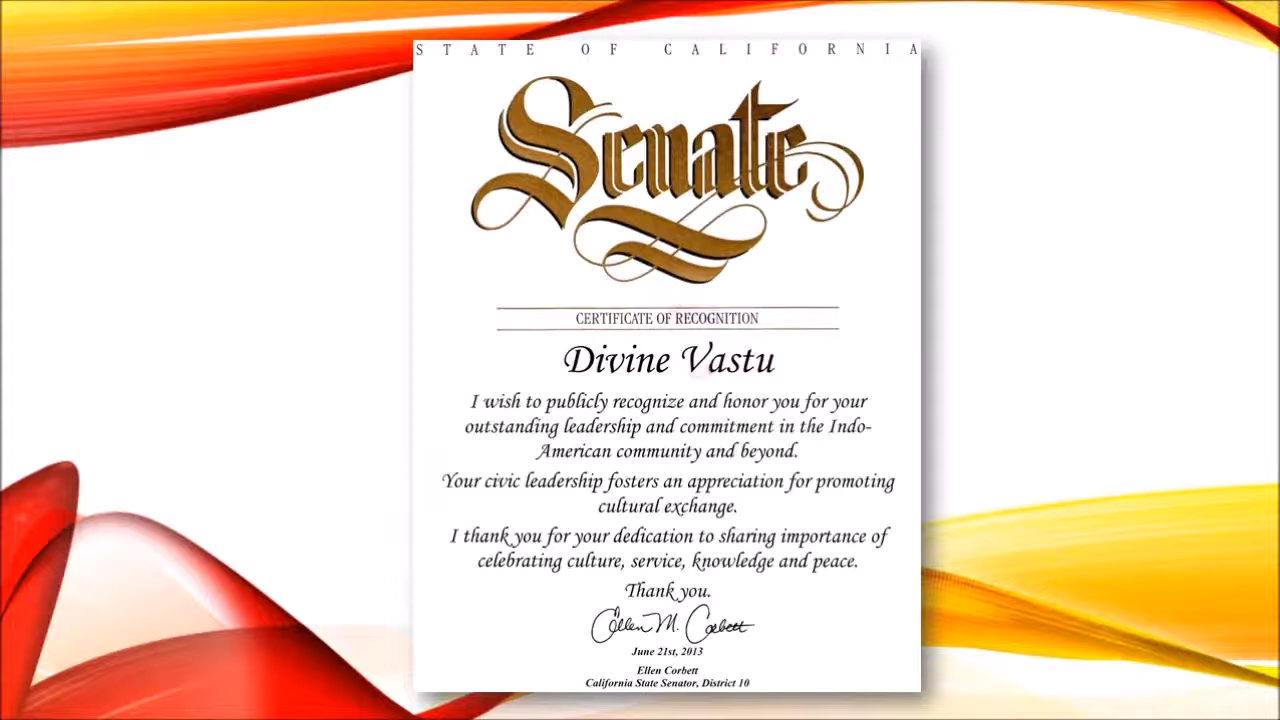 STATE OF CALIFORNIA
Senate
CERTIFICATE OF RECOGNITION
Divine Vastu
I wish to publicly recognize and honor you for your
outstanding leadership and commitment in the Indo-
American community and beyond.
Your civic leadership fosters an appreciation for promoting
cultural exchange.
I thank you for your dedication to sharing importance of
celebrating culture, service, knowledge and peace.
Thank you.
Ellen M. Corbett
June 21st, 2013
Ellen Corbett
California State Senator, District 10